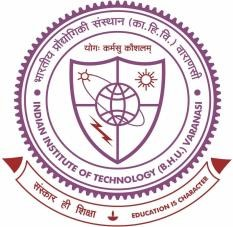 भारतीय प्रौद्योगिकी संस्थान (का.हि.वि.) वाराणसी
योगः कर्मसु कौशलम्
INDIAN INSTITUTE OF TECHNOLOGY (B.H.U.) VARANASI
संस्कार ही शिक्षा
EDUCATION IS CHARACTER